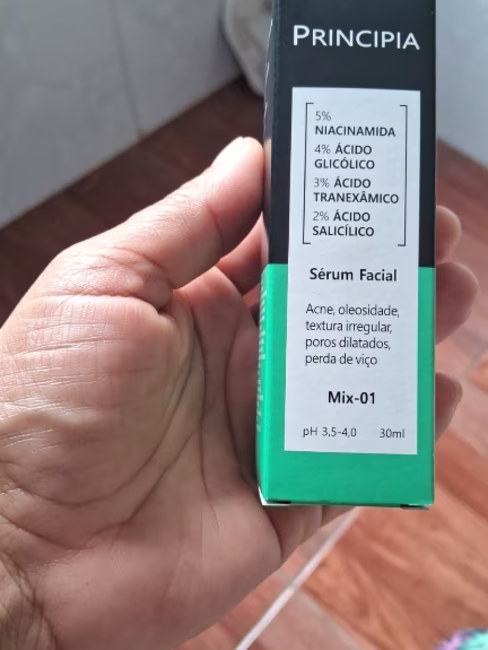 PRINCIPIA
5%
NIACINAMIDA
4% ÁCIDO
GLICÓLICO
3% ÁCIDO
TRANEXÂMICO
2% ÁCIDO
SALICÍLICO
Sérum Facial
Acne, oleosidade,
textura irregular,
poros dilatados,
perda de viço
Mix-01
pH 3,5-4,0 30ml